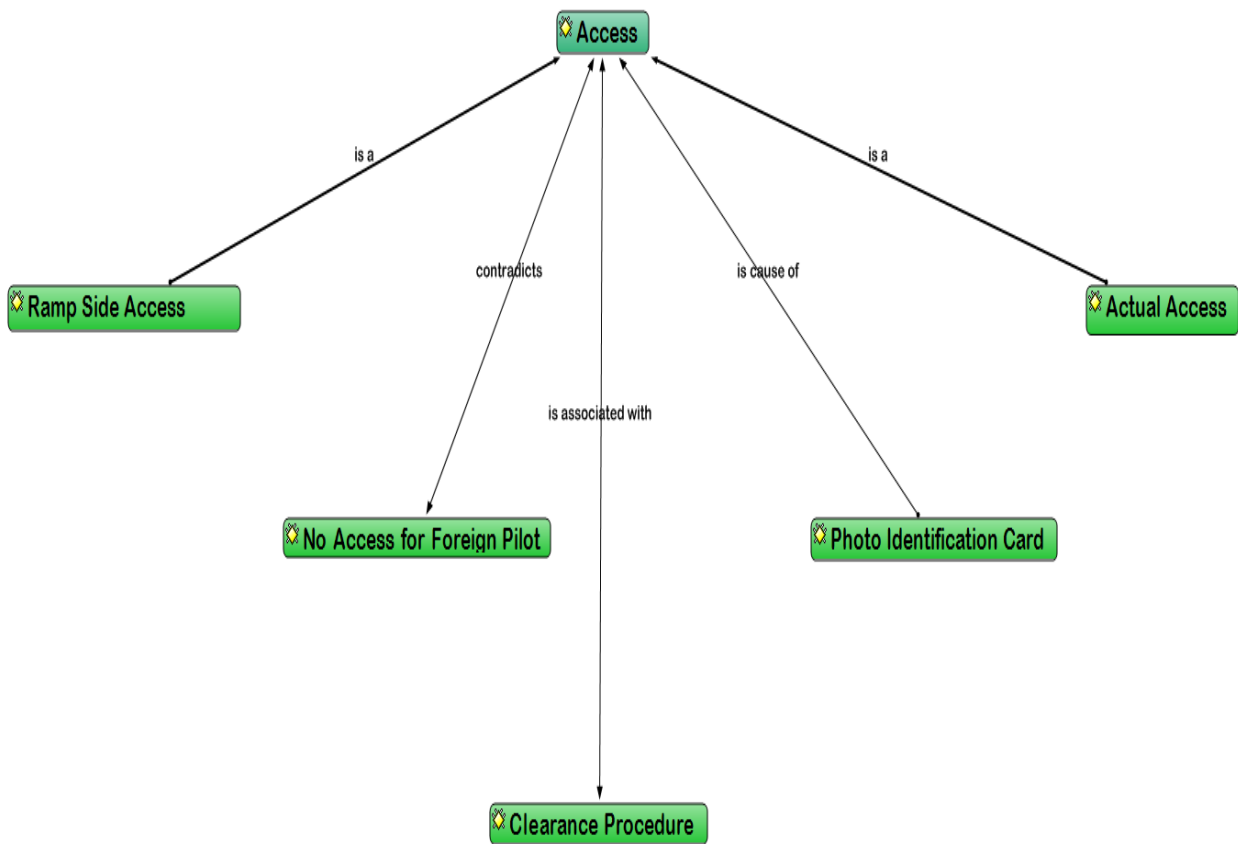 Access
is a
is a
contradicts
is cause of
Ramp Side Access
Actual Access
is associated with
No Access for Foreign Pilot
Photo Identification Card
Clearance Procedure